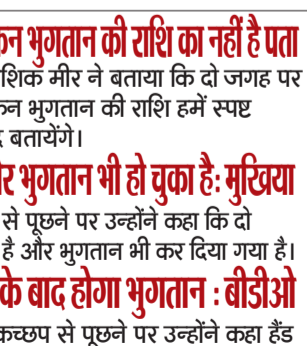 भुगतान की राशि का नहीं है पता
मीर ने बताया कि दो जगह पर
भुगतान की राशि हमें स्पष्ट
बतायेंगे।
भुगतान भी हो चुका है: मुखिया
से पूछने पर उन्होंने कहा कि दो
है और भुगतान भी कर दिया गया है।
के बाद होगा भुगतान : बीडीओ
कच्छप से पूछने पर उन्होंने कहा हैंड